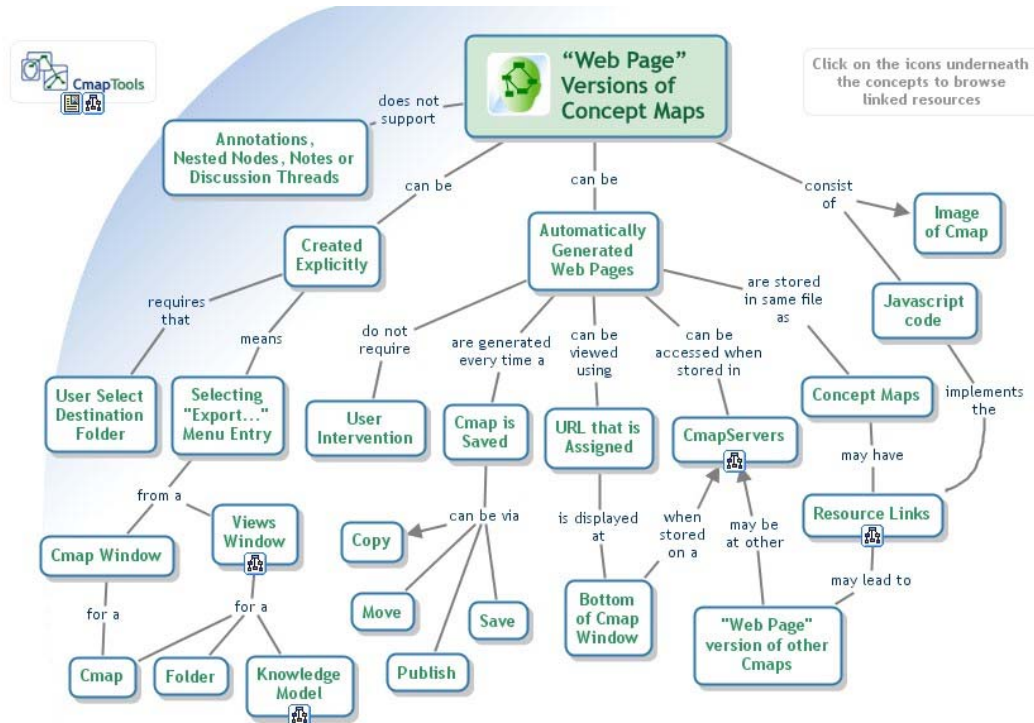 CmapTools
"Web Page"
Versions of
Concept Maps
Click on the icons underneath
the concepts to browse
linked resources
does not
support
Annotations,
Nested Nodes, Notes or
Discussion Threads
can be
can be
consist
of
Image
of Cmap
Created
Explicitly
Automatically
Generated
Web Pages
are stored
in same file
as
Javascript
code
requires
that
means
do not
require
are generated
every time a
can be
viewed
using
can be
accessed when
stored in
implements
the
User Select
Destination
Folder
Selecting
"Export..."
Menu Entry
User
Intervention
Cmap is
Saved
URL that is
Assigned
CmapServers
Concept Maps
may have
from a
Views
Window
Cmap Window
can be via
Copy
is displayed
at
when
stored
on a
may be
at other
Resource Links
may lead to
for a
for a
Move
Save
Bottom
of Cmap
Window
"Web Page"
version of other
Cmaps
Cmap
Folder
Knowledge
Model
Publish